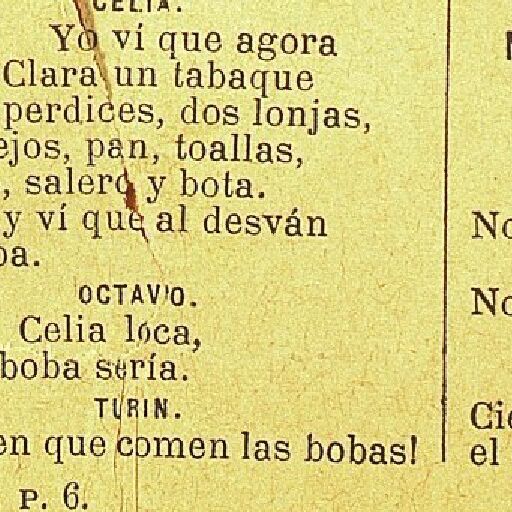 CELIA.
Yo ví que agora
Clara un tabaque
perdices, dos lonjas,
ejos, pan, toallas,
, salero y bota.
y ví que al desván
ba.
OCTAVIO.
Celia loca,
boba sería.
TURIN.
en que comen las bobas!
P. 6.
No
No
Cie
el